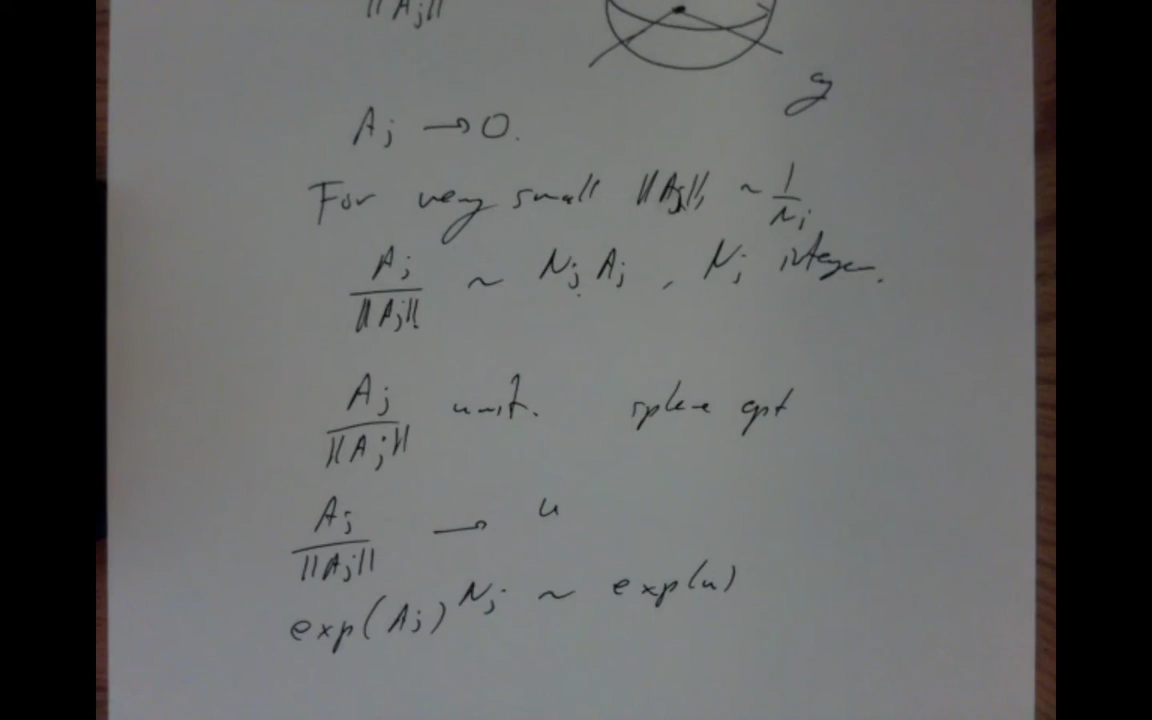 ||Aj||
g
Aj → 0.
For very small ||Aj|| ~ 1/Nj
Aj/||Aj|| ~ Nj Aj , Nj integer.
Aj/||Aj|| unit. sphere cpt
Aj/||Aj|| → u
exp(Aj)^Nj ~ exp(u)